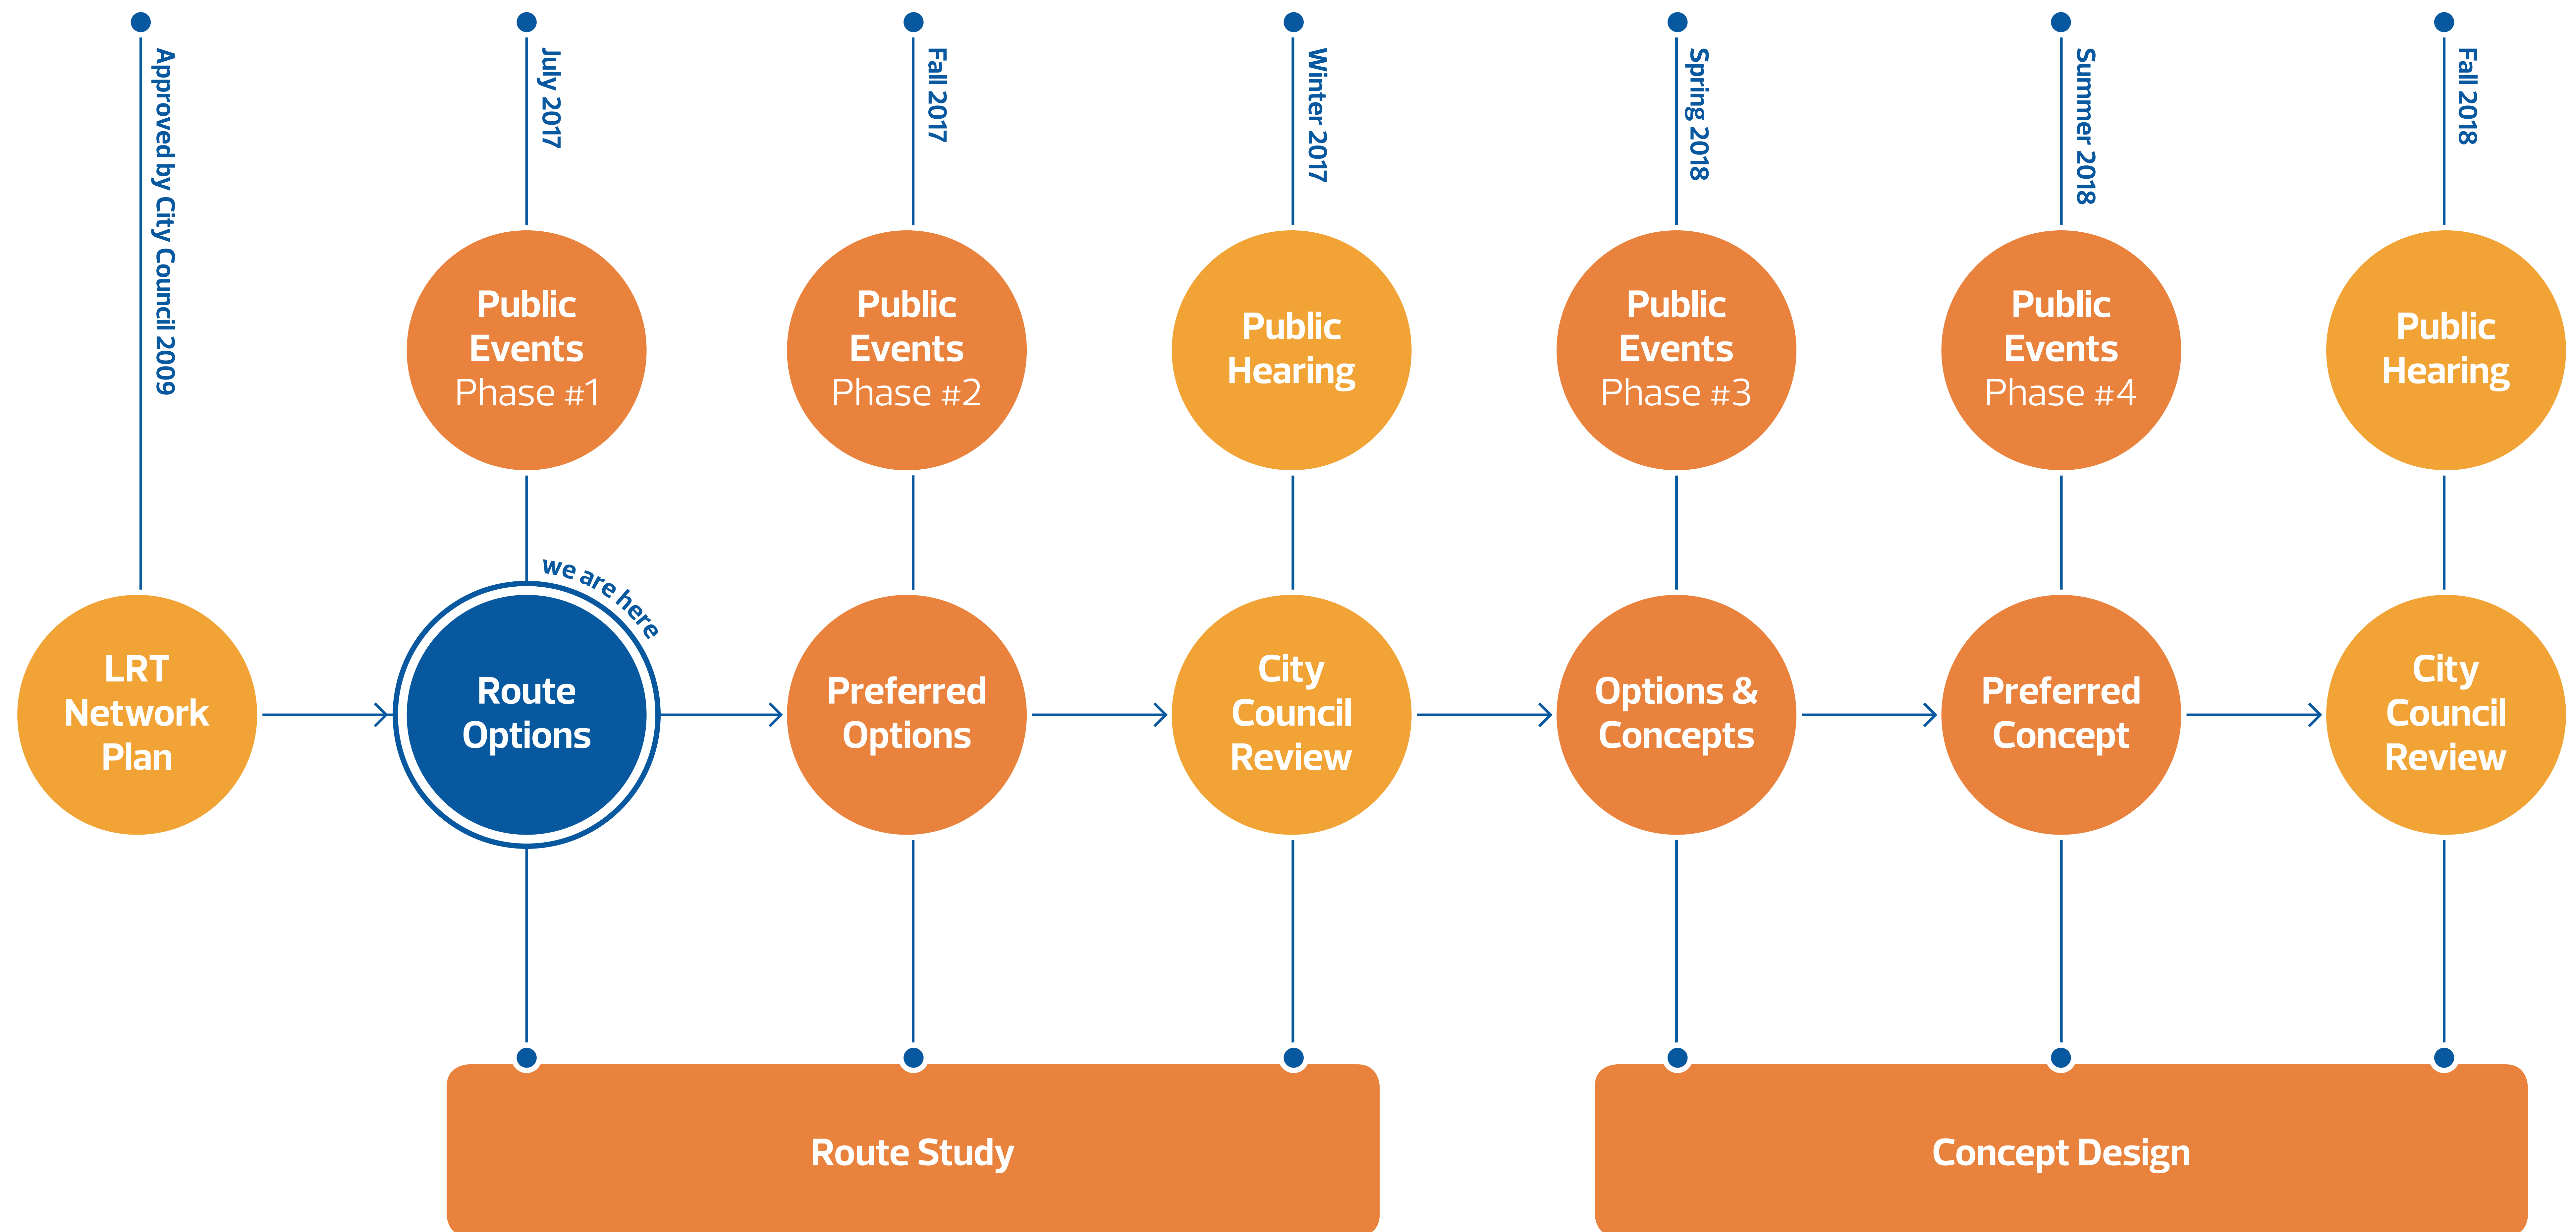 Approved by City Council 2009
July 2017
Fall 2017
Winter 2017
Spring 2018
Summer 2018
Fall 2018
Public
Events
Phase #1
Public
Events
Phase #2
Public
Hearing
Public
Events
Phase #3
Public
Events
Phase #4
Public
Hearing
we are here
LRT
Network
Plan
Route
Options
Preferred
Options
City
Council
Review
Options &
Concepts
Preferred
Concept
City
Council
Review
Route Study
Concept Design